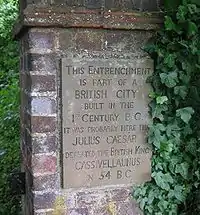 THIS ENTRENCHMENT
IS PART OF A
BRITISH CITY
BUILT IN THE
1 CENTURY B.C
IT WAS PROBABLY HERE THAT
JULIUS CAESAR
DEFEATED THE BRITISH KING
CASSIVELLAUNUS
54 B C